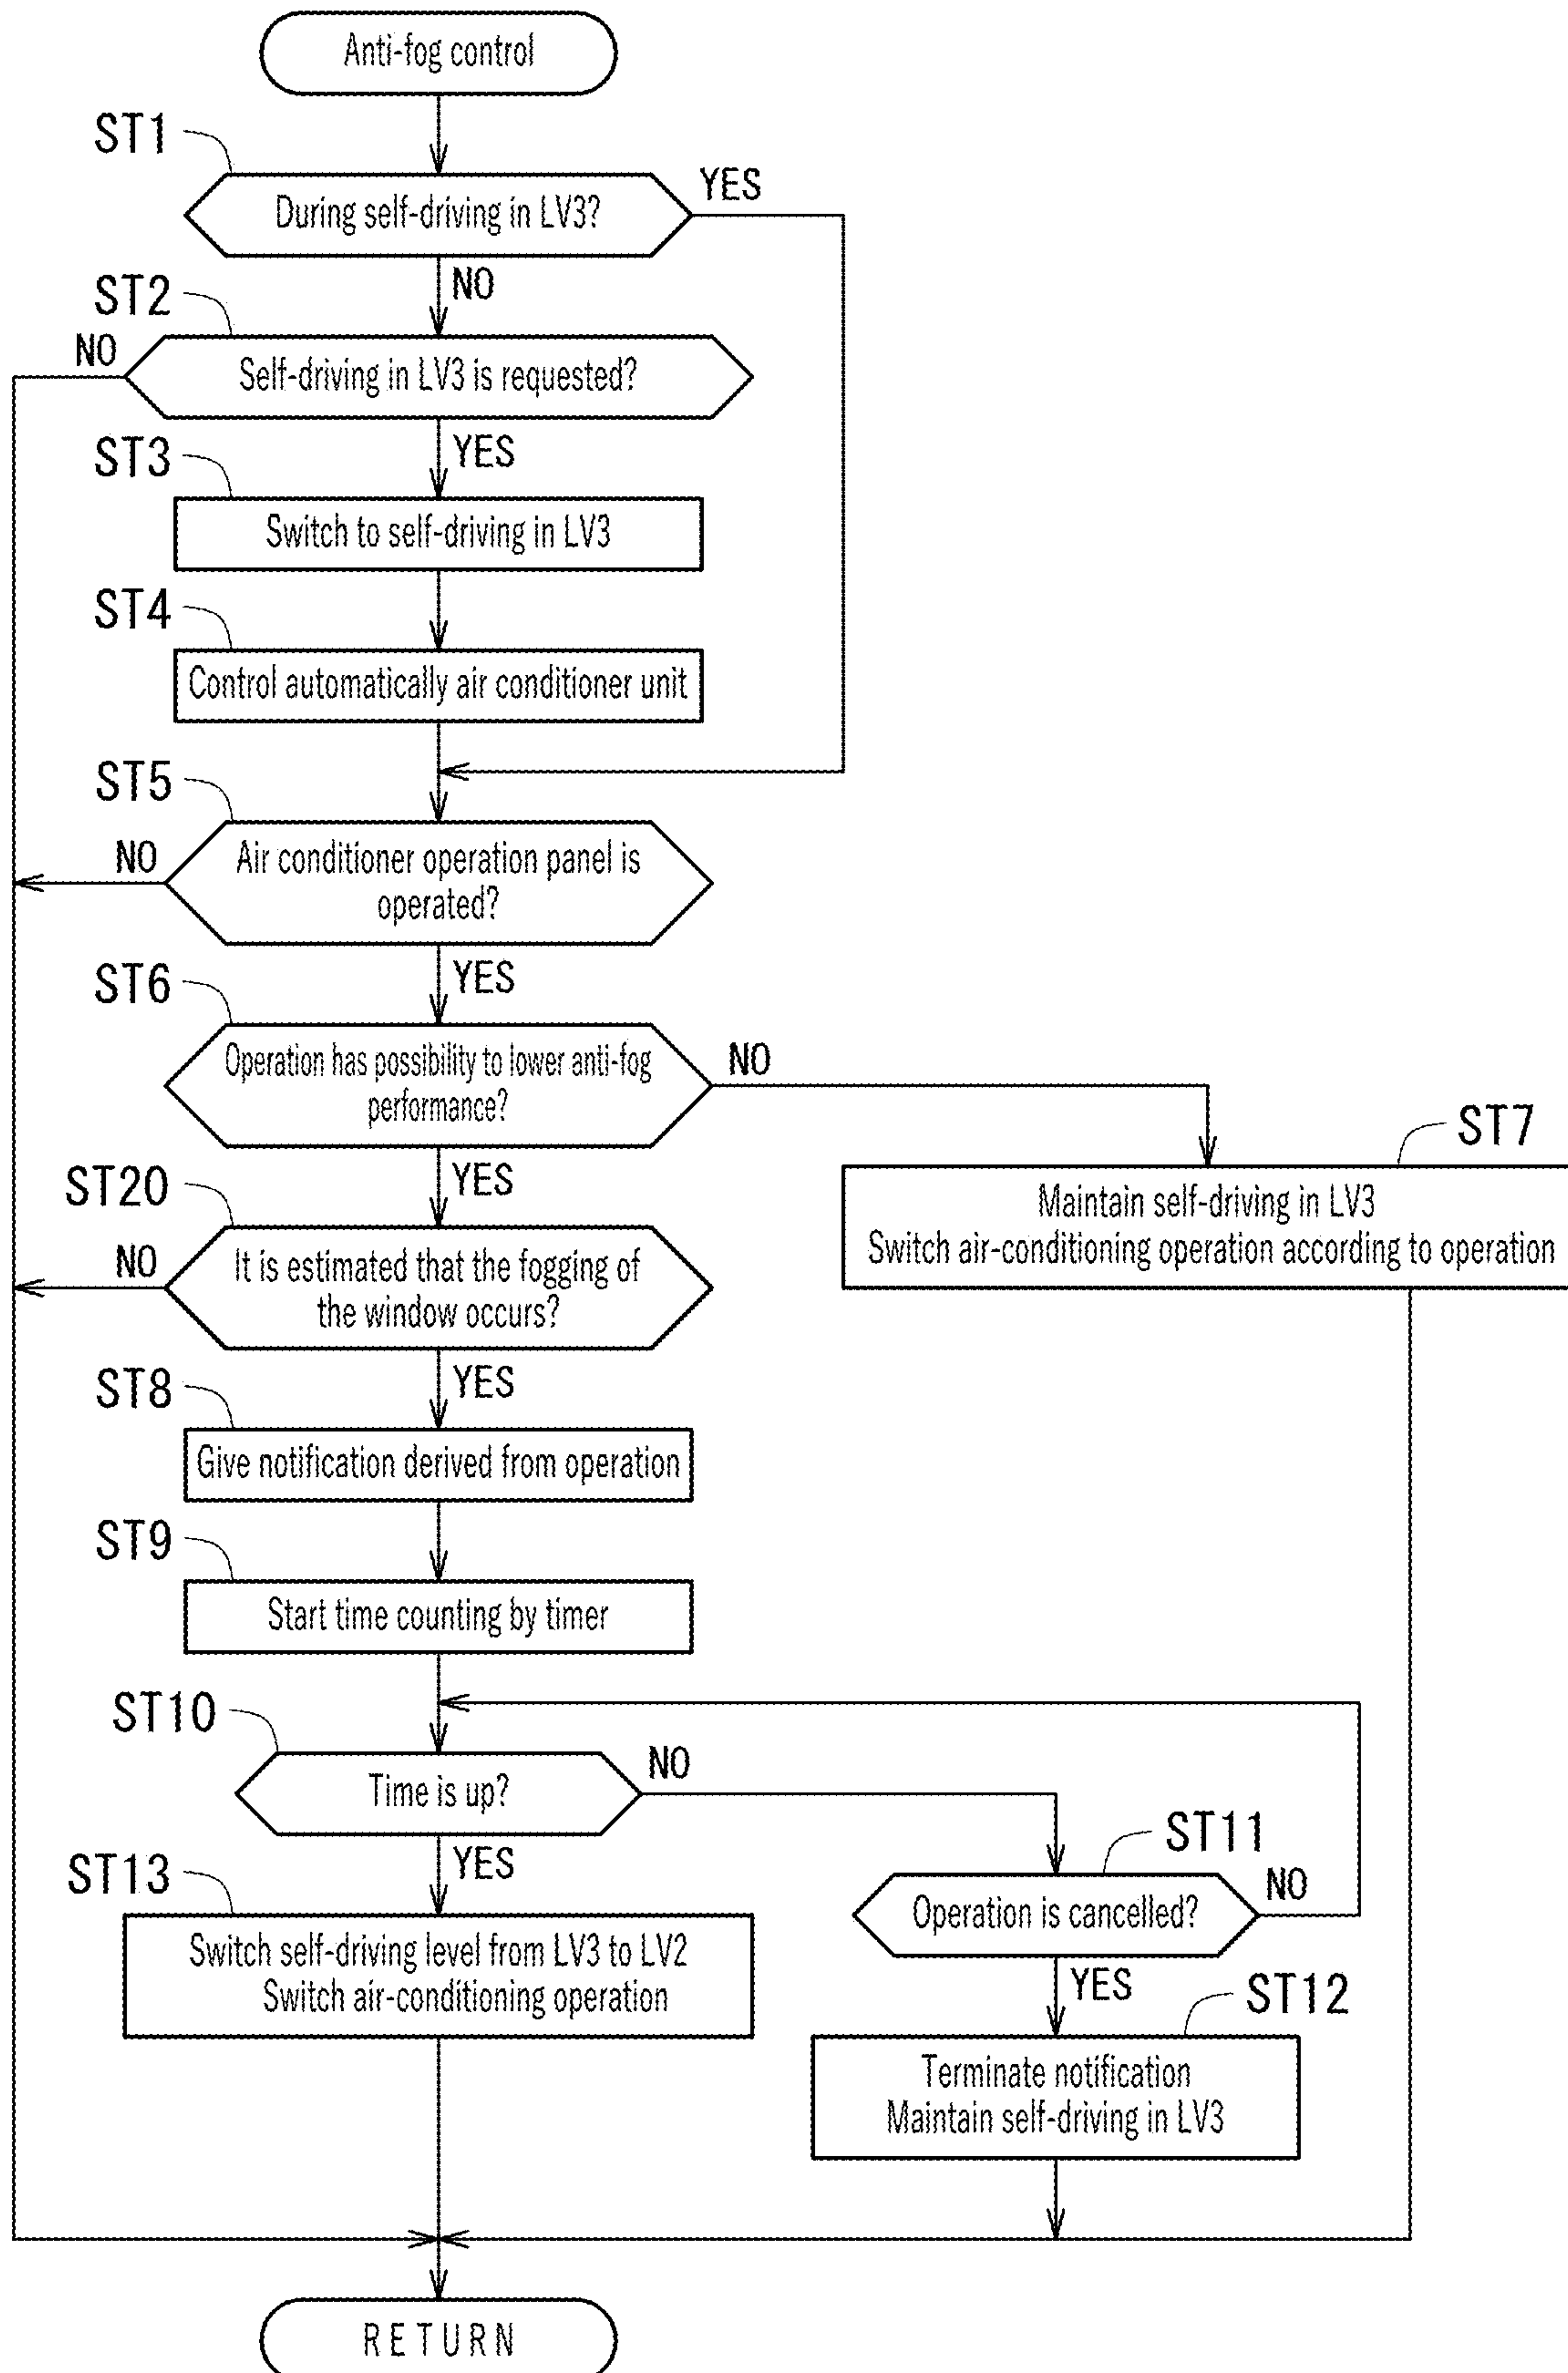 Anti-fog control
ST1
During self-driving in LV3?
YES
NO
ST2
NO
Self-driving in LV3 is requested?
YES
ST3
Switch to self-driving in LV3
ST4
Control automatically air conditioner unit
ST5
NO
Air conditioner operation panel is
operated?
YES
ST6
Operation has possibility to lower anti-fog
performance?
NO
YES
ST7
Maintain self-driving in LV3
Switch air-conditioning operation according to operation
ST20
NO
It is estimated that the fogging of
the window occurs?
YES
ST8
Give notification derived from operation
ST9
Start time counting by timer
ST10
Time is up?
NO
YES
ST11
Operation is cancelled?
NO
YES
ST13
Switch self-driving level from LV3 to LV2
Switch air-conditioning operation
ST12
Terminate notification
Maintain self-driving in LV3
RETURN